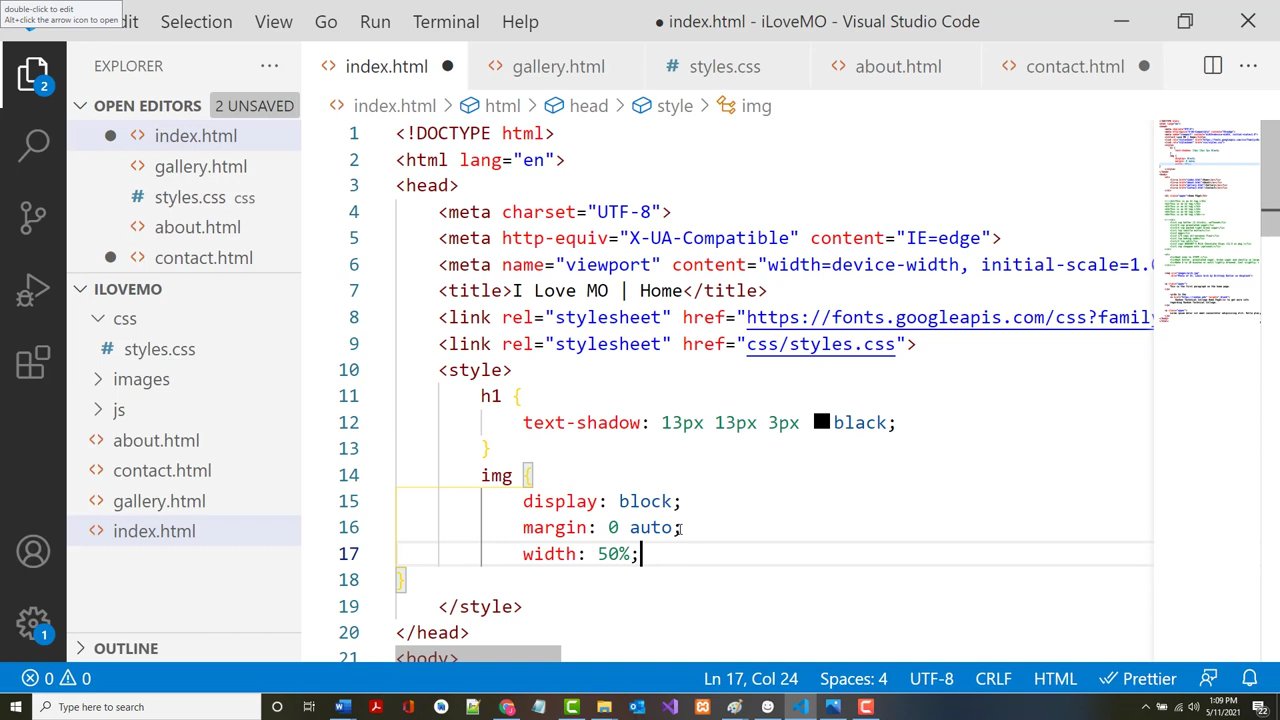 double-click to edit
Alt+click the arrow icon to open
dit Selection View Go Run Terminal Help
● index.html - iLoveMO - Visual Studio Code
EXPLORER
2
index.html
gallery.html
styles.css
about.html
contact.html
OPEN EDITORS 2 UNSAVED
index.html
gallery.html
styles.css css
about.html
contact.html
ILOVEMO
css
styles.css
images
js
about.html
contact.html
gallery.html
index.html
OUTLINE
1
index.html > html > head > style > img
1 <!DOCTYPE html>
2 <html lang="en">
3 <head>
4 <meta charset="UTF-8">
5 <meta http-equiv="X-UA-Compatible" content="IE=edge">
6 <meta name="viewport" content="width=device-width, initial-scale=1.0
7 <title>I Love MO | Home</title>
8 <link rel="stylesheet" href="https://fonts.googleapis.com/css?family
9 <link rel="stylesheet" href="css/styles.css">
10 <style>
11 h1 {
12 text-shadow: 13px 13px 3px black;
13 }
14 img {
15 display: block;
16 margin: 0 auto;
17 width: 50%;
18 }
19 </style>
20 </head>
21 <body>
0 0
Ln 17, Col 24 Spaces: 4 UTF-8 CRLF HTML Prettier
Type here to search
1:09 PM
5/11/2021
22